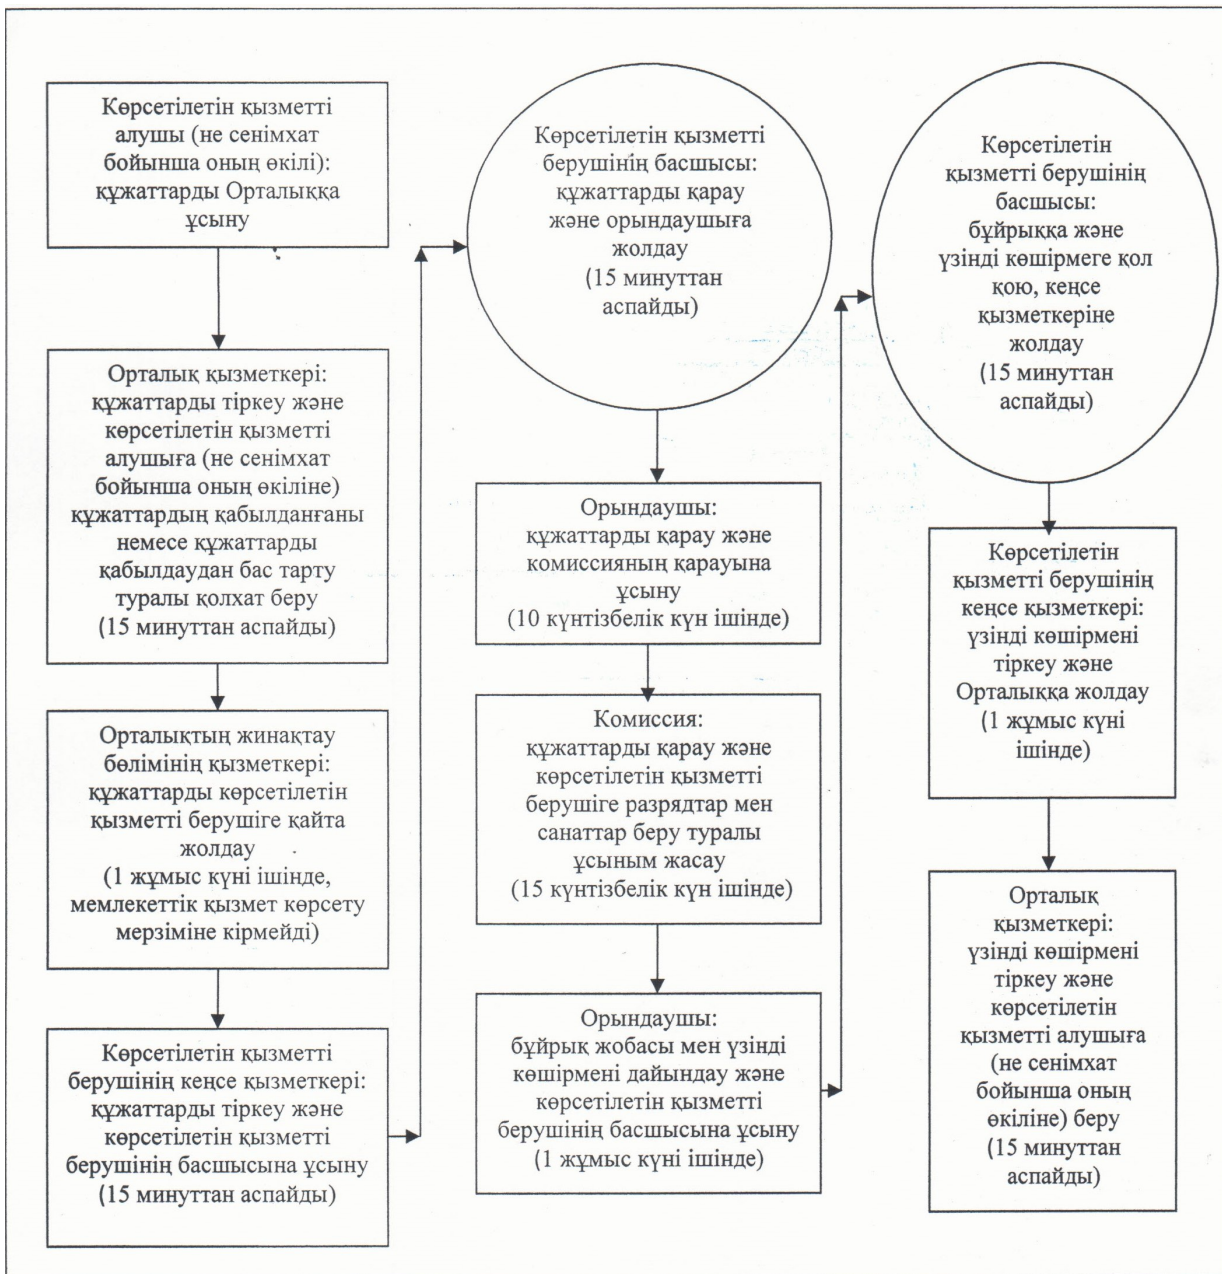 Көрсетілетін қызметті
алушы (не сенімхат
бойынша оның өкілі):
құжаттарды Орталыққа
ұсыну
Орталық қызметкері:
құжаттарды тіркеу және
көрсетілетін қызметті
алушыға (не сенімхат
бойынша оның өкіліне)
құжаттардың қабылданғаны
немесе құжаттарды
қабылдаудан бас тарту
туралы қолхат беру
(15 минуттан аспайды)
Орталықтың жинақтау
бөлімінің қызметкері:
құжаттарды көрсетілетін
қызметті берушіге қайта
жолдау
(1 жұмыс күні ішінде,
мемлекеттік қызмет көрсету
мерзіміне кірмейді)
Көрсетілетін қызметті
берушінің кеңсе қызметкері:
құжаттарды тіркеу және
көрсетілетін қызметті
берушінің басшысына ұсыну
(15 минуттан аспайды)
Көрсетілетін қызметті
берушінің басшысы:
құжаттарды қарау
және орындаушыға
жолдау
(15 минуттан
аспайды)
Орындаушы:
құжаттарды қарау және
комиссияның қарауына
ұсыну
(10 күнтізбелік күн ішінде)
Комиссия:
құжаттарды қарау және
көрсетілетін қызметті
берушіге разрядтар мен
санаттар беру туралы
ұсыным жасау
(15 күнтізбелік күн ішінде)
Орындаушы:
бұйрық жобасы мен үзінді
көшірмені дайындау және
көрсетілетін қызметті
берушінің басшысына ұсыну
(1 жұмыс күні ішінде)
Көрсетілетін
қызметті берушінің
басшысы:
бұйрыққа және
үзінді көшірмеге қол
қою, кеңсе
қызметкеріне
жолдау
(15 минуттан
аспайды)
Көрсетілетін
қызметті берушінің
кеңсе қызметкері:
үзінді көшірмені
тіркеу және
Орталыққа жолдау
(1 жұмыс күні
ішінде)
Орталық
қызметкері:
үзінді көшірмені
тіркеу және
көрсетілетін
қызметті алушыға
(не сенімхат
бойынша оның
өкіліне) беру
(15 минуттан
аспайды)